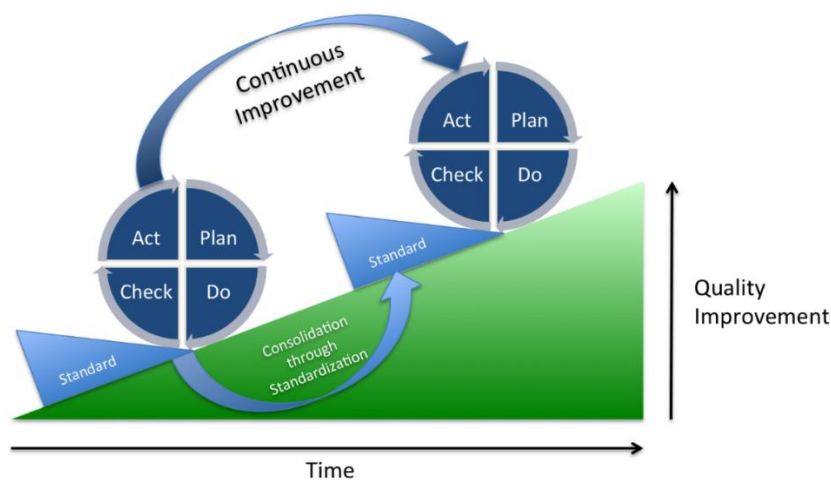 Continuous
Improvement
Act
Plan
Check
Do
Act
Plan
Check
Do
Standard
Standard
Consolidation
through
Standardization
Quality
Improvement
Time